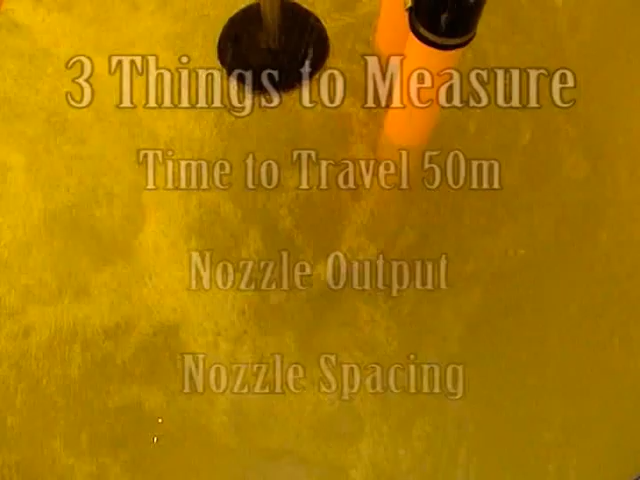 3 Things to Measure
Time to Travel 50m
Nozzle Output
Nozzle Spacing